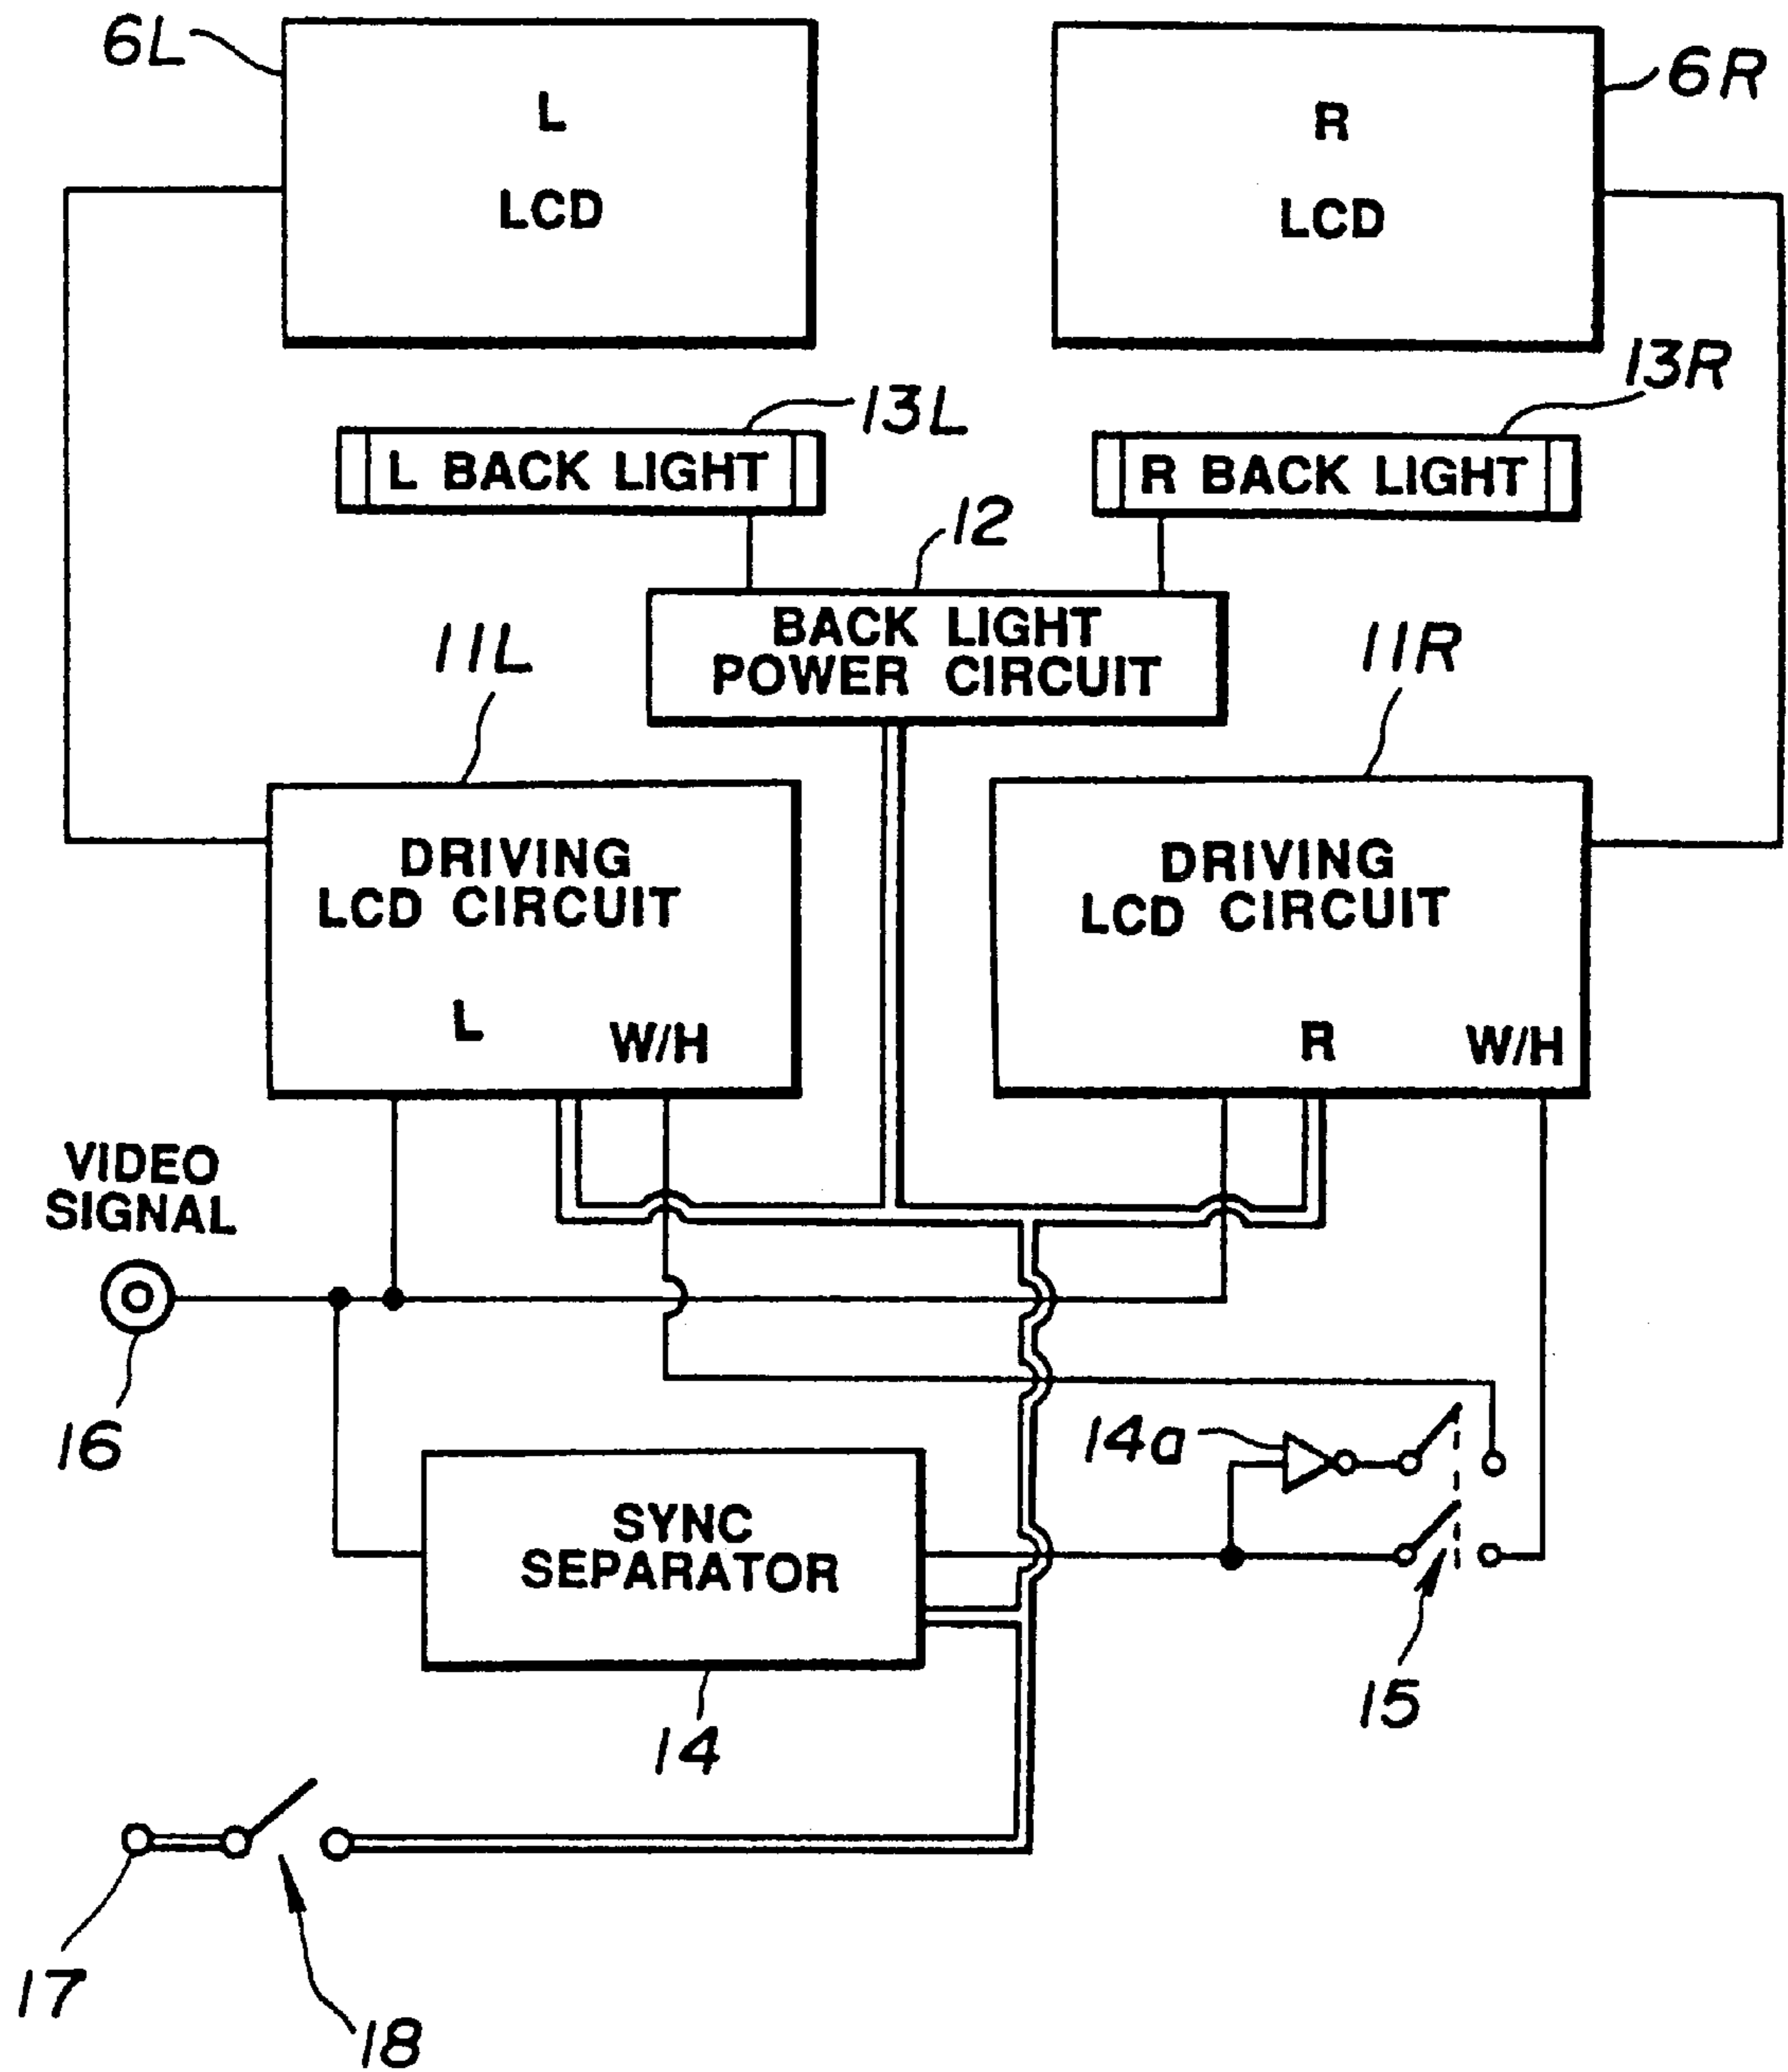 6L
6R
L
LCD
R
LCD
13L
13R
L BACK LIGHT
R BACK LIGHT
12
BACK LIGHT
POWER CIRCUIT
11L
11R
DRIVING
LCD CIRCUIT
L W/H
DRIVING
LCD CIRCUIT
R W/H
VIDEO
SIGNAL
16
14a
SYNC
SEPARATOR
15
14
17
18